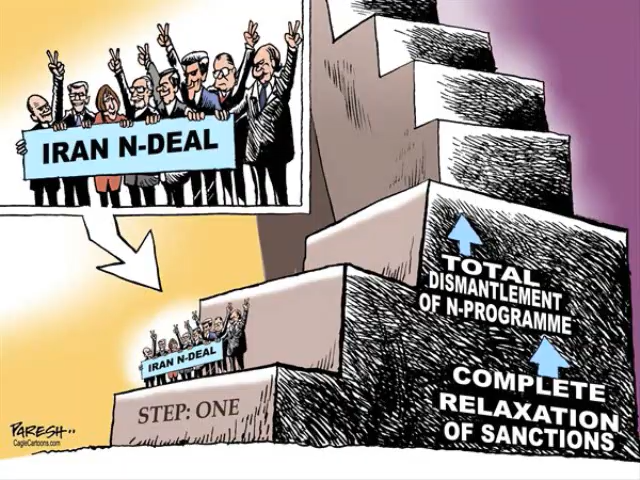 IRAN N-DEAL
IRAN N-DEAL
STEP: ONE
TOTAL
DISMANTLEMENT
OF N-PROGRAMME
COMPLETE
RELAXATION
OF SANCTIONS
PARESH
CagleCartoons.com